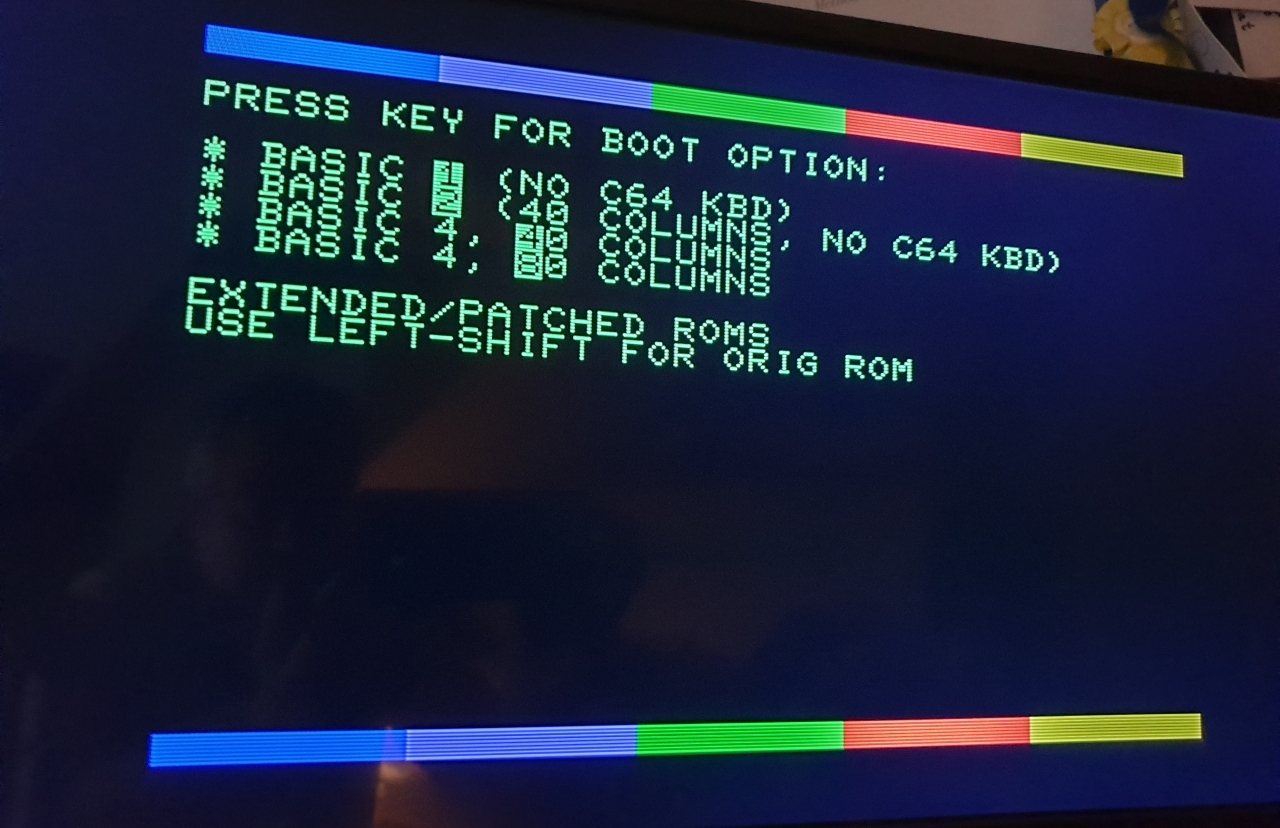 PRESS KEY FOR BOOT OPTION:
* BASIC 1 (NO C64 KBD)
* BASIC 2 (40 COLUMNS, NO C64 KBD)
* BASIC 4; 40 COLUMNS
* BASIC 4; 80 COLUMNS
EXTENDED/PATCHED ROMS
USE LEFT-SHIFT FOR ORIG ROM